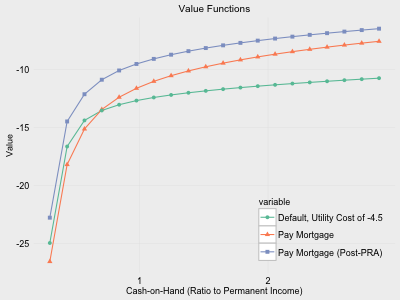 Value Functions
-10
-15
-20
-25
Value
variable
Default, Utility Cost of -4.5
Pay Mortgage
Pay Mortgage (Post-PRA)
1
2
Cash-on-Hand (Ratio to Permanent Income)